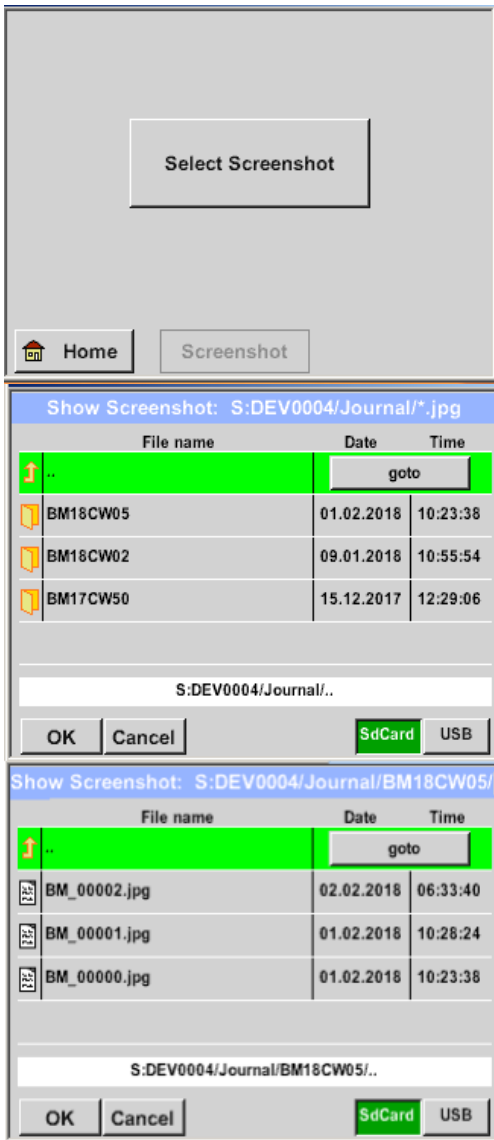 Select Screenshot
Home Screenshot
Show Screenshot: S:DEV0004/Journal/*.jpg
File name Date Time
.. goto
BM18CW05 01.02.2018 10:23:38
BM18CW02 09.01.2018 10:55:54
BM17CW50 15.12.2017 12:29:06
S:DEV0004/Journal/..
OK Cancel SdCard USB
Show Screenshot: S:DEV0004/Journal/BM18CW05/
File name Date Time
.. goto
BM_00002.jpg 02.02.2018 06:33:40
BM_00001.jpg 01.02.2018 10:28:24
BM_00000.jpg 01.02.2018 10:23:38
S:DEV0004/Journal/BM18CW05/..
OK Cancel SdCard USB